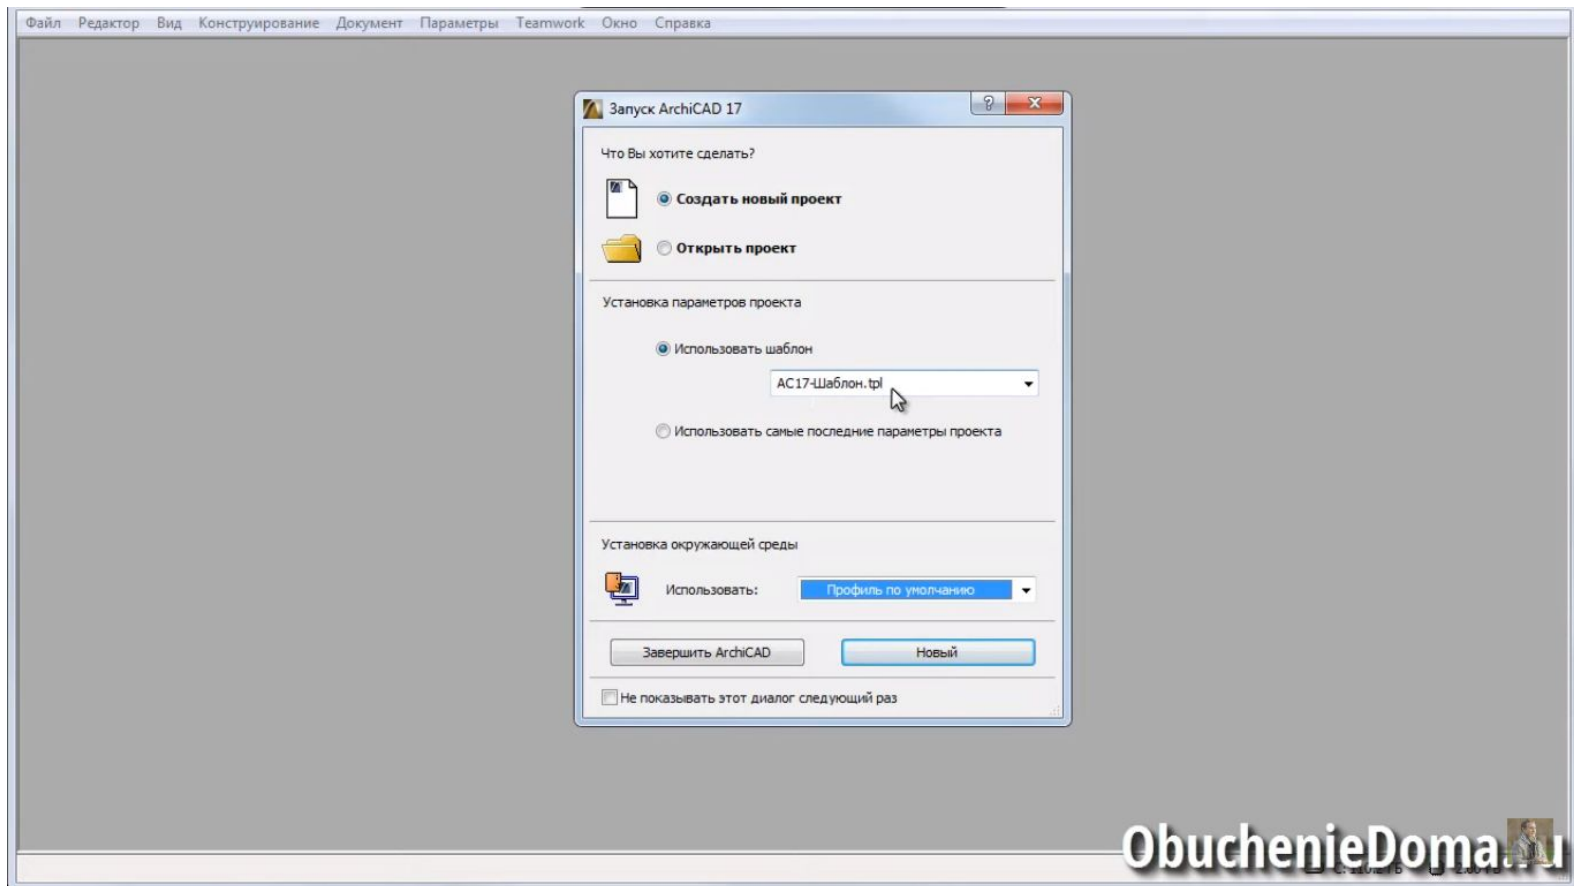 Файл Редактор Вид Конструирование Документ Параметры Teamwork Окно Справка
Запуск ArchiCAD 17
Что Вы хотите сделать?
Создать новый проект
Открыть проект
Установка параметров проекта
Использовать шаблон
AC17-Шаблон.tpl
Использовать самые последние параметры проекта
Установка окружающей среды
Использовать: Профиль по умолчанию
Завершить ArchiCAD Новый
Не показывать этот диалог следующий раз
ObuchenieDoma.